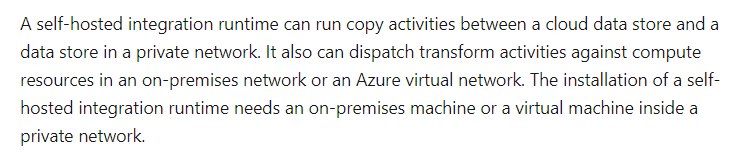 A self-hosted integration runtime can run copy activities between a cloud data store and a
data store in a private network. It also can dispatch transform activities against compute
resources in an on-premises network or an Azure virtual network. The installation of a self-
hosted integration runtime needs an on-premises machine or a virtual machine inside a
private network.